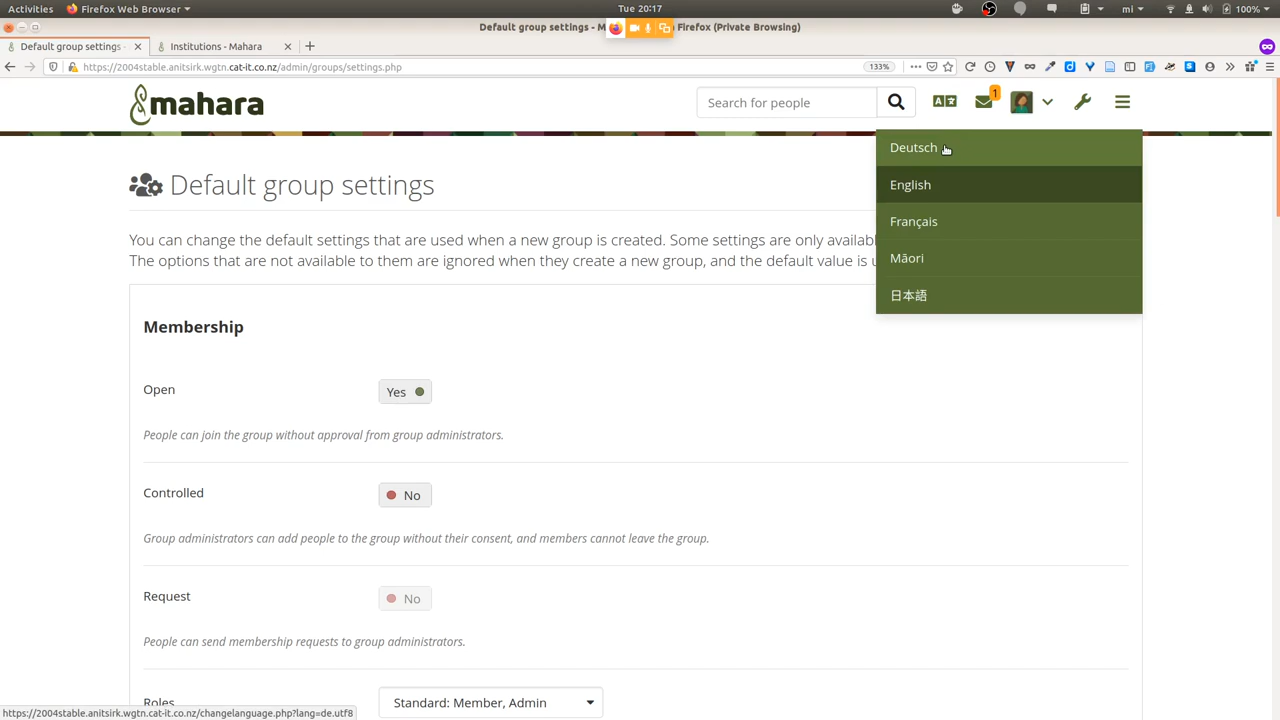 Activities Firefox Web Browser Tue 20:17 mi 100%
Default group settings - M Firefox (Private Browsing)
Default group settings - Institutions - Mahara
https://2004stable.anitsirk.wgtn.cat-it.co.nz/admin/groups/settings.php 133%
mahara Search for people 1
Deutsch
English
Français
Māori
日本語
Default group settings
You can change the default settings that are used when a new group is created. Some settings are only availab
The options that are not available to them are ignored when they create a new group, and the default value is u
Membership
Open Yes
People can join the group without approval from group administrators.
Controlled No
Group administrators can add people to the group without their consent, and members cannot leave the group.
Request No
People can send membership requests to group administrators.
Roles Standard: Member, Admin
https://2004stable.anitsirk.wgtn.cat-it.co.nz/changelanguage.php?lang=de.utf8